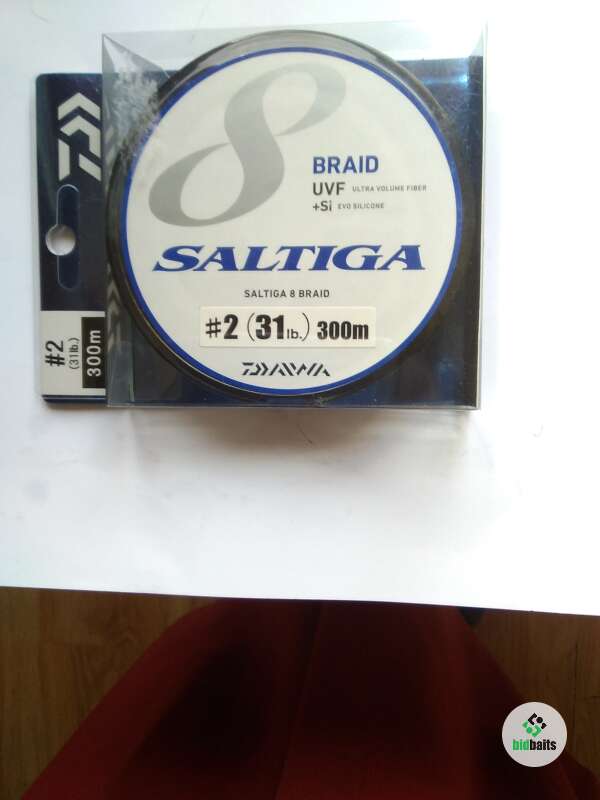 8
BRAID
UVF ULTRA VOLUME FIBER
+Si EVO SILICONE
SALTIGA
SALTIGA 8 BRAID
#2 (31lb.) 300m
DAIWA
#2
(31lb.)
300m
bidbaits